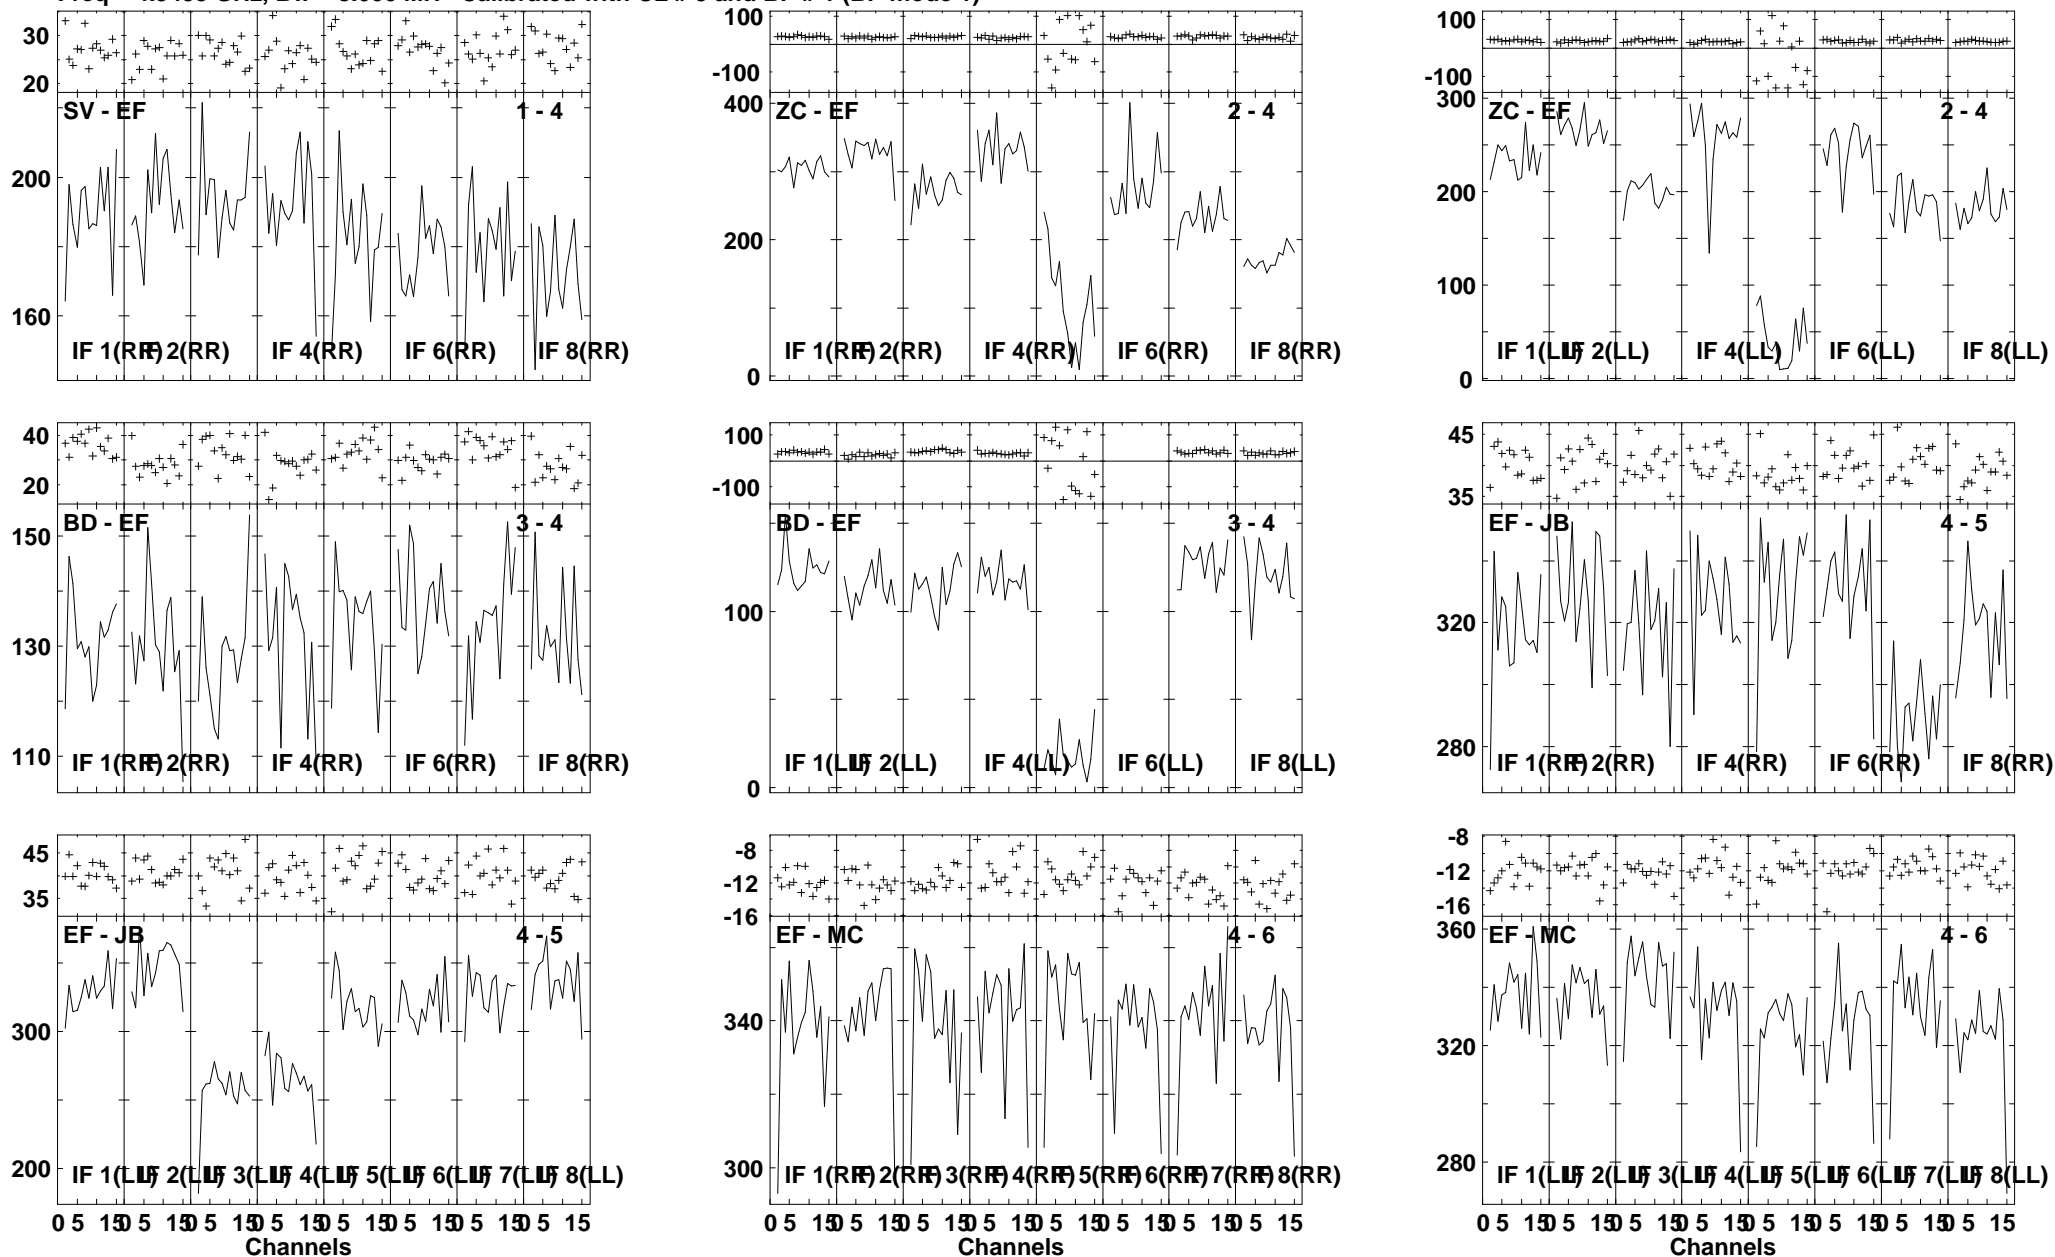 30
20
SV - EF
1 - 4
200
160
IF 1(RR) IF 2(RR) IF 4(RR) IF 6(RR) IF 8(RR)
100
-100
400
ZC - EF
2 - 4
200
0
IF 1(RR) IF 2(RR) IF 4(RR) IF 6(RR) IF 8(RR)
100
-100
300
ZC - EF
2 - 4
200
100
0
IF 1(LL) IF 2(LL) IF 4(LL) IF 6(LL) IF 8(LL)
40
20
BD - EF
3 - 4
150
130
110
IF 1(RR) IF 2(RR) IF 4(RR) IF 6(RR) IF 8(RR)
100
-100
BD - EF
3 - 4
100
0
IF 1(LL) IF 2(LL) IF 4(LL) IF 6(LL) IF 8(LL)
45
35
EF - JB
4 - 5
320
280
IF 1(RR) IF 2(RR) IF 4(RR) IF 6(RR) IF 8(RR)
45
35
EF - JB
4 - 5
300
200
IF 1(LL) IF 2(LL) IF 3(LL) IF 4(LL) IF 5(LL) IF 6(LL) IF 7(LL) IF 8(LL)
0 5 15 0 5 15 0 5 15 0 5 15 0 5 15 0 5 15 0 5 15 0 5 15
Channels
-8
-12
-16
EF - MC
4 - 6
340
300
IF 1(RR) IF 2(RR) IF 3(RR) IF 4(RR) IF 5(RR) IF 6(RR) IF 7(RR) IF 8(RR)
0 5 15 0 5 15 0 5 15 0 5 15 0 5 15 0 5 15 0 5 15 0 5 15
Channels
-8
-12
-16
360
EF - MC
4 - 6
320
280
IF 1(LL) IF 2(LL) IF 3(LL) IF 4(LL) IF 5(LL) IF 6(LL) IF 7(LL) IF 8(LL)
0 5 15 0 5 15 0 5 15 0 5 15 0 5 15 0 5 15 0 5 15 0 5 15
Channels